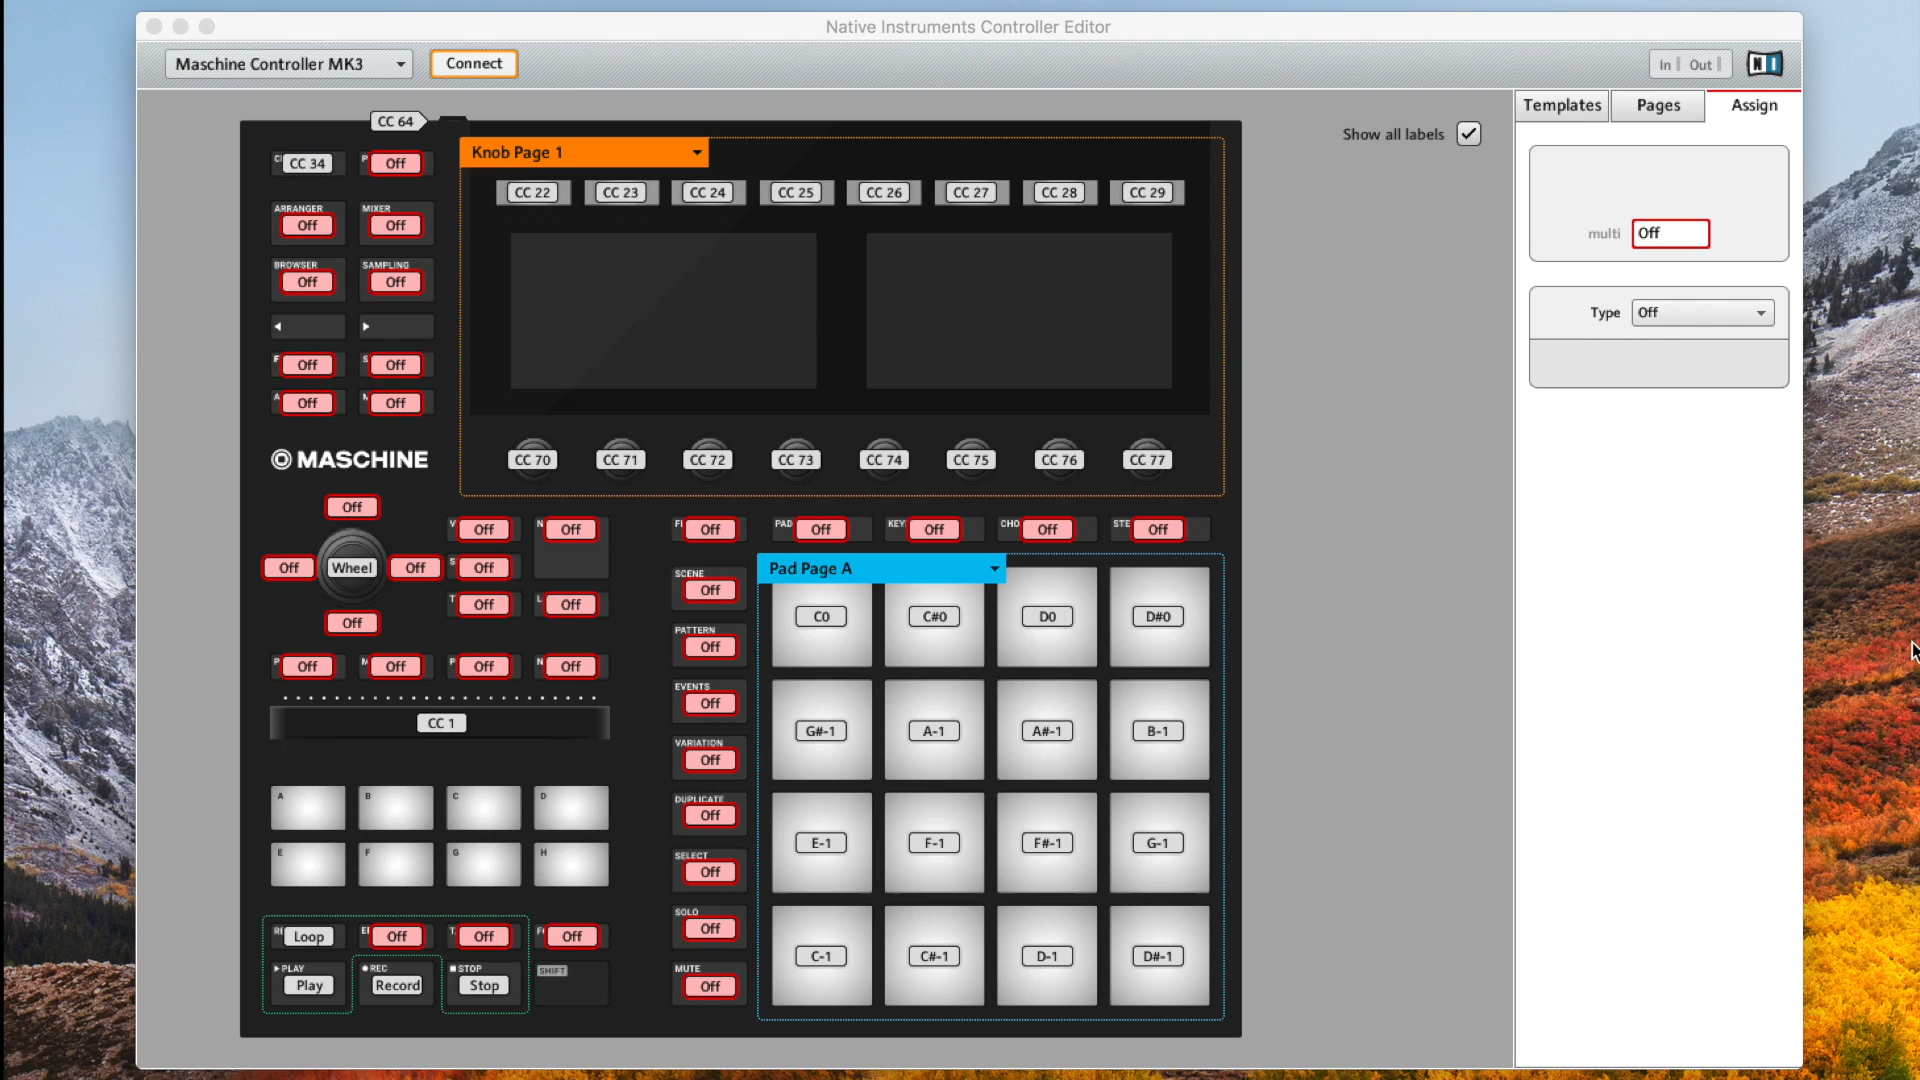 Native Instruments Controller Editor
Maschine Controller MK3
Connect
In Out
Templates Pages Assign
Show all labels
multi Off
Type Off
CC 64
CC 34 Off
Knob Page 1
CC 22 CC 23 CC 24 CC 25 CC 26 CC 27 CC 28 CC 29
ARRANGER MIXER
Off Off
BROWSER SAMPLING
Off Off
Off Off
Off Off
MASCHINE
CC 70 CC 71 CC 72 CC 73 CC 74 CC 75 CC 76 CC 77
Off
V Off N Off
Off Wheel Off S Off
T Off L Off
Off
P Off M Off P Off N Off
CC 1
FI Off PAD Off KEY Off CHO Off STE Off
SCENE
Off
PATTERN
Off
EVENTS
Off
VARIATION
Off
DUPLICATE
Off
SELECT
Off
SOLO
Off
MUTE
Off
Pad Page A
C0 C#0 D0 D#0
G#-1 A-1 A#-1 B-1
E-1 F-1 F#-1 G-1
C-1 C#-1 D-1 D#-1
A B C D
E F G H
Loop Off Off Off
PLAY REC STOP SHIFT
Play Record Stop